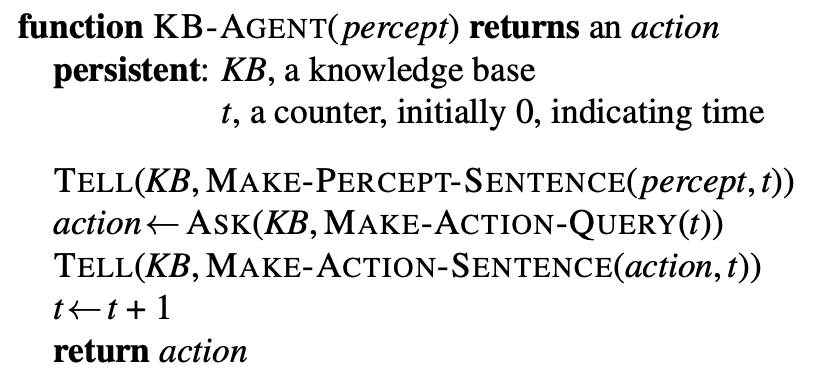 function KB-AGENT(percept) returns an action
persistent: KB, a knowledge base
t, a counter, initially 0, indicating time
TELL(KB, MAKE-PERCEPT-SENTENCE(percept, t))
action ← ASK(KB, MAKE-ACTION-QUERY(t))
TELL(KB, MAKE-ACTION-SENTENCE(action, t))
t ← t + 1
return action